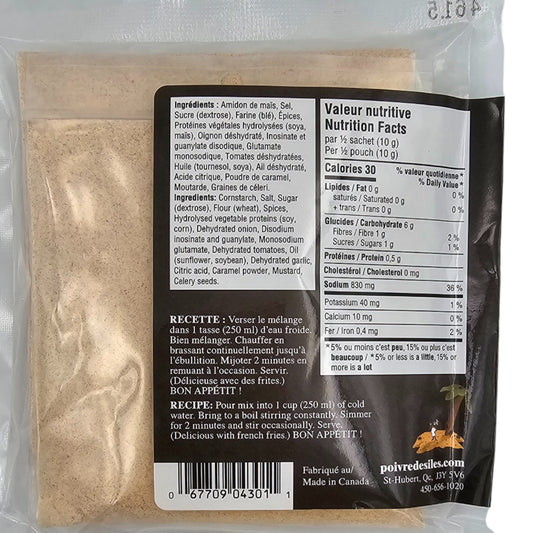 4615
Ingrédients : Amidon de maïs, Sel,
Sucre (dextrose), Farine (blé), Épices,
Protéines végétales hydrolysées (soya,
maïs), Oignon déshydraté, Inosinate et
guanylate disodique, Glutamate
monosodique, Tomates déshydratées,
Huile (tournesol, soya), Ail déshydraté,
Acide citrique, Poudre de caramel,
Moutarde, Graines de céleri.
Ingredients: Cornstarch, Salt, Sugar
(dextrose), Flour (wheat), Spices,
Hydrolysed vegetable proteins (soy,
corn), Dehydrated onion, Disodium
inosinate and guanylate, Monosodium
glutamate, Dehydrated tomatoes, Oil
(sunflower, soybean), Dehydrated garlic,
Citric acid, Caramel powder, Mustard,
Celery seeds.
RECETTE : Verser le mélange
dans 1 tasse (250 ml) d'eau froide.
Bien mélanger. Chauffer en
brassant continuellement jusqu'à
l'ébullition. Mijoter 2 minutes en
remuant à l'occasion. Servir.
(Délicieuse avec des frites.)
BON APPÉTIT !
RECIPE: Pour mix into 1 cup (250 ml) of cold
water. Bring to a boil stirring constantly. Simmer
for 2 minutes and stir ocasionally. Serve.
(Delicious with french fries.) BON APPÉTIT !
0 67709 04301 1
Fabriqué au/
Made in Canada
Valeur nutritive
Nutrition Facts
par ½ sachet (10 g)
Per ½ pouch (10 g)
Calories 30
% valeur quotidienne *
% Daily Value *
Lipides / Fat 0 g 0 %
saturés / Saturated 0 g
+ trans / Trans 0 g 0 %
Glucides / Carbohydrate 6 g
Fibres / Fibre 1 g 2 %
Sucres / Sugars 1 g 1 %
Protéines / Protein 0,5 g
Cholestérol / Cholesterol 0 mg
Sodium 830 mg 36 %
Potassium 40 mg 1 %
Calcium 10 mg 0 %
Fer / Iron 0,4 mg 2 %
* 5% ou moins c'est peu, 15% ou plus c'est
beaucoup / * 5% or less is a little, 15% or
more is a lot
poivredesiles.com
St-Hubert, Qc, J3Y 5V6
450-656-1020